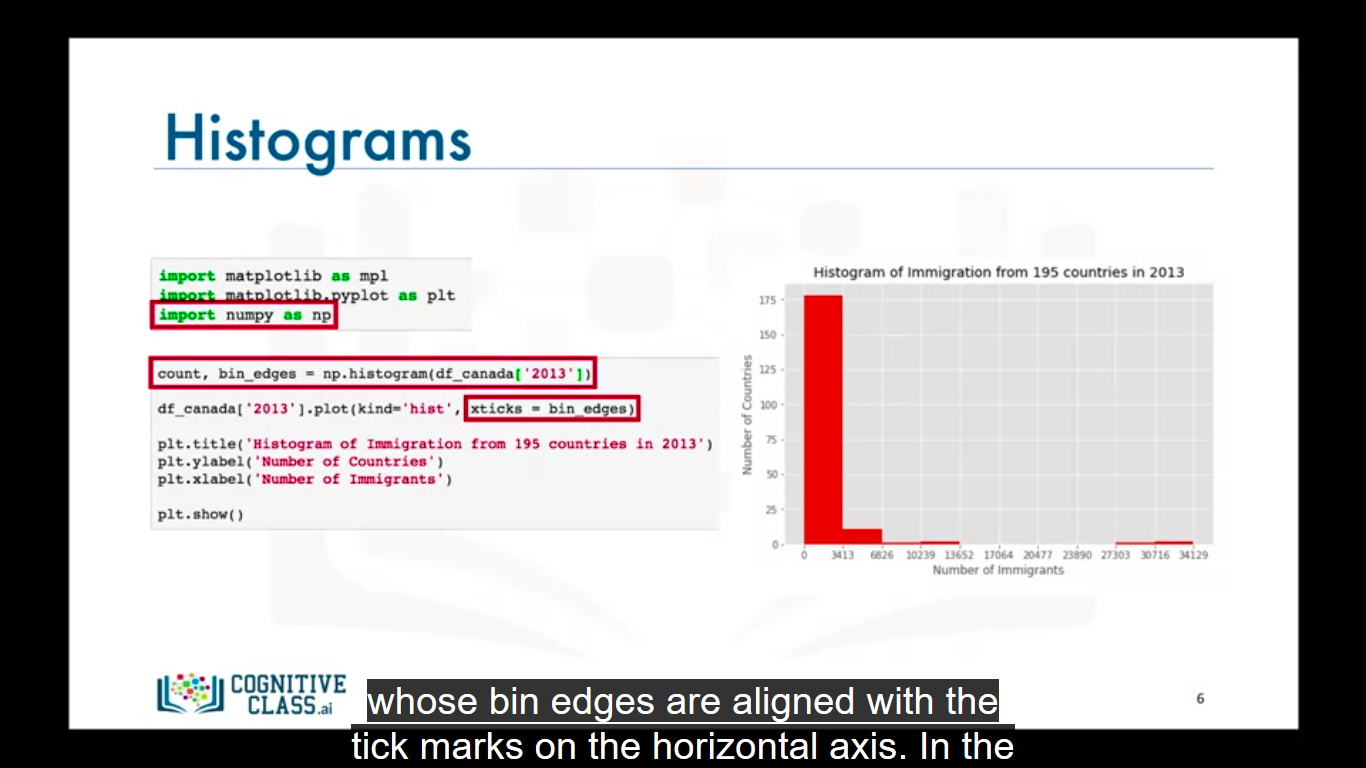 Histograms
import matplotlib as mpl
import matplotlib.pyplot as plt
import numpy as np
count, bin_edges = np.histogram(df_canada['2013'])
df_canada['2013'].plot(kind='hist', xticks = bin_edges)
plt.title('Histogram of Immigration from 195 countries in 2013')
plt.ylabel('Number of Countries')
plt.xlabel('Number of Immigrants')
plt.show()
Histogram of Immigration from 195 countries in 2013
Number of Countries
175
150
125
100
75
50
25
0
0 3413 6826 10239 13652 17064 20477 23890 27303 30716 34129
Number of Immigrants
COGNITIVE
CLASS.ai
6
whose bin edges are aligned with the
tick marks on the horizontal axis. In the